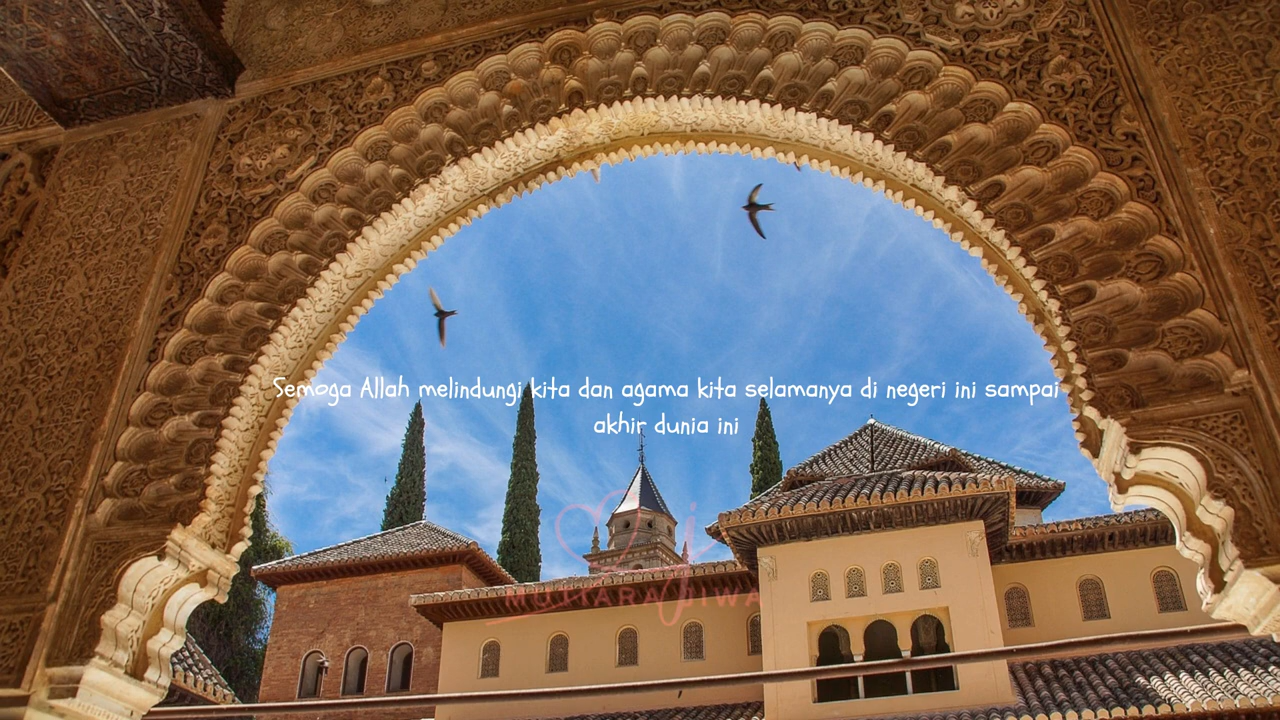 Semoga Allah melindungi kita dan agama kita selamanya di negeri ini sampai
akhir dunia ini
MUTIARA JIWA